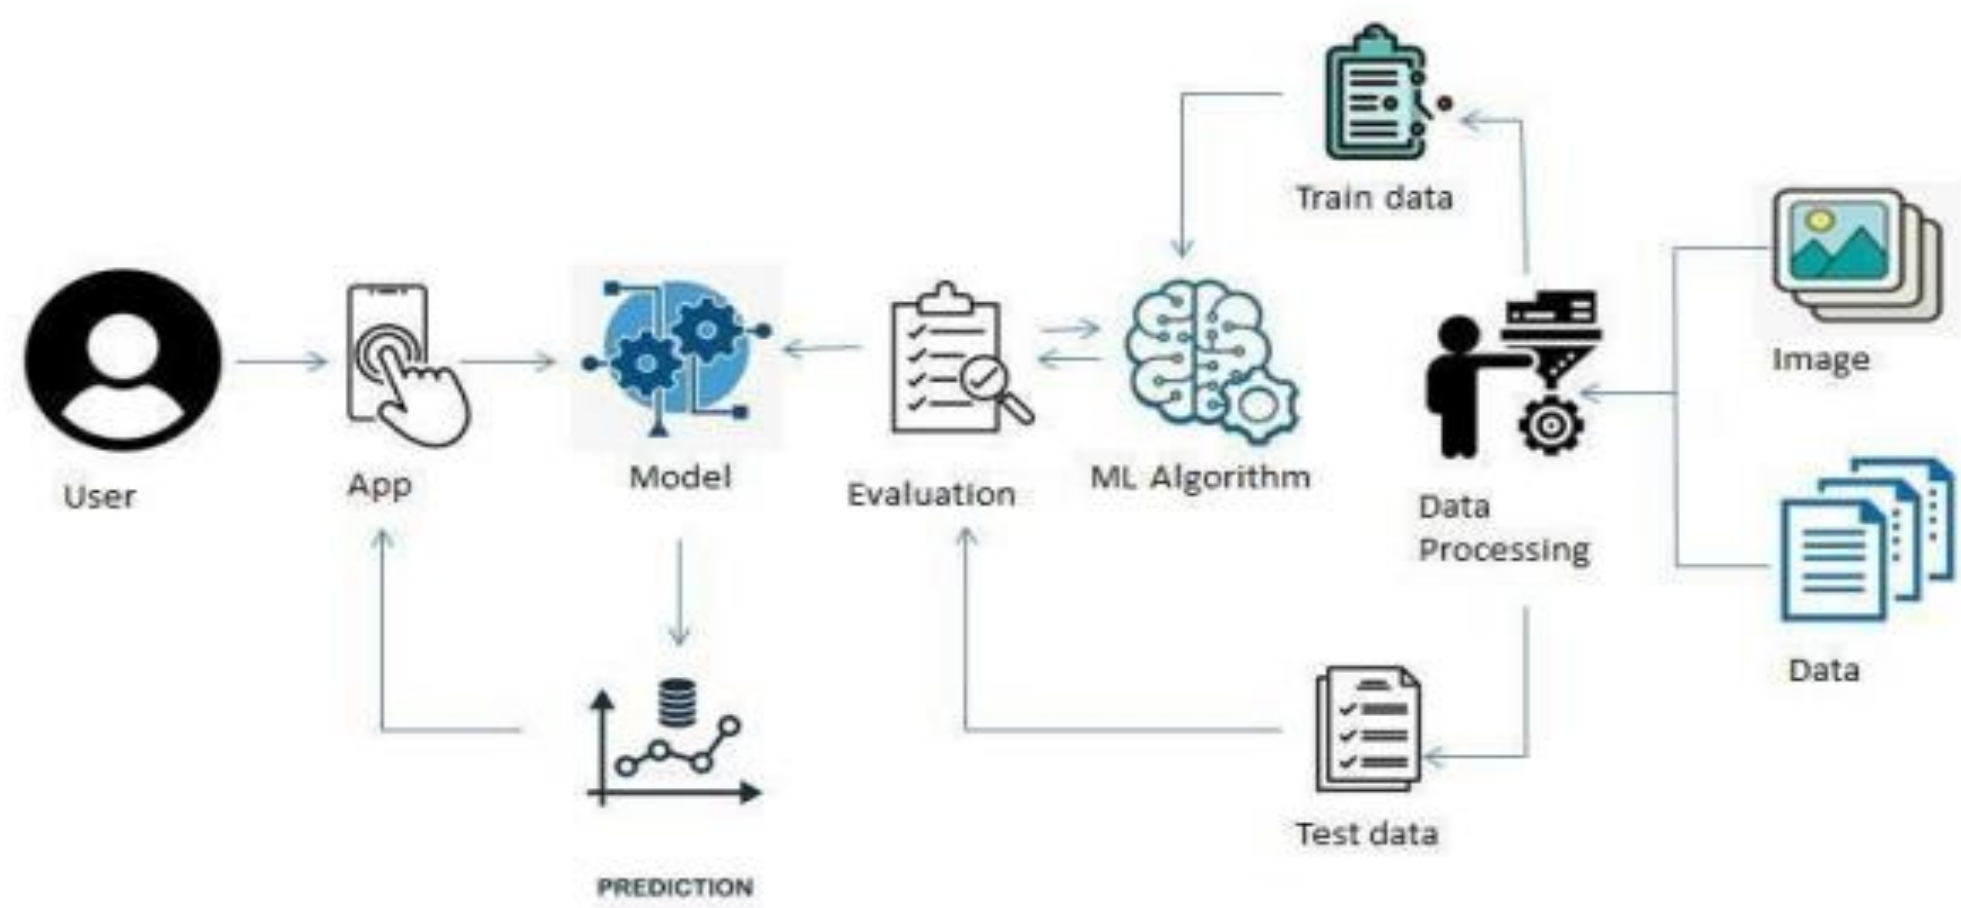 Train data
Image
User
App
Model
Evaluation
ML Algorithm
Data
Processing
Data
Test data
PREDICTION